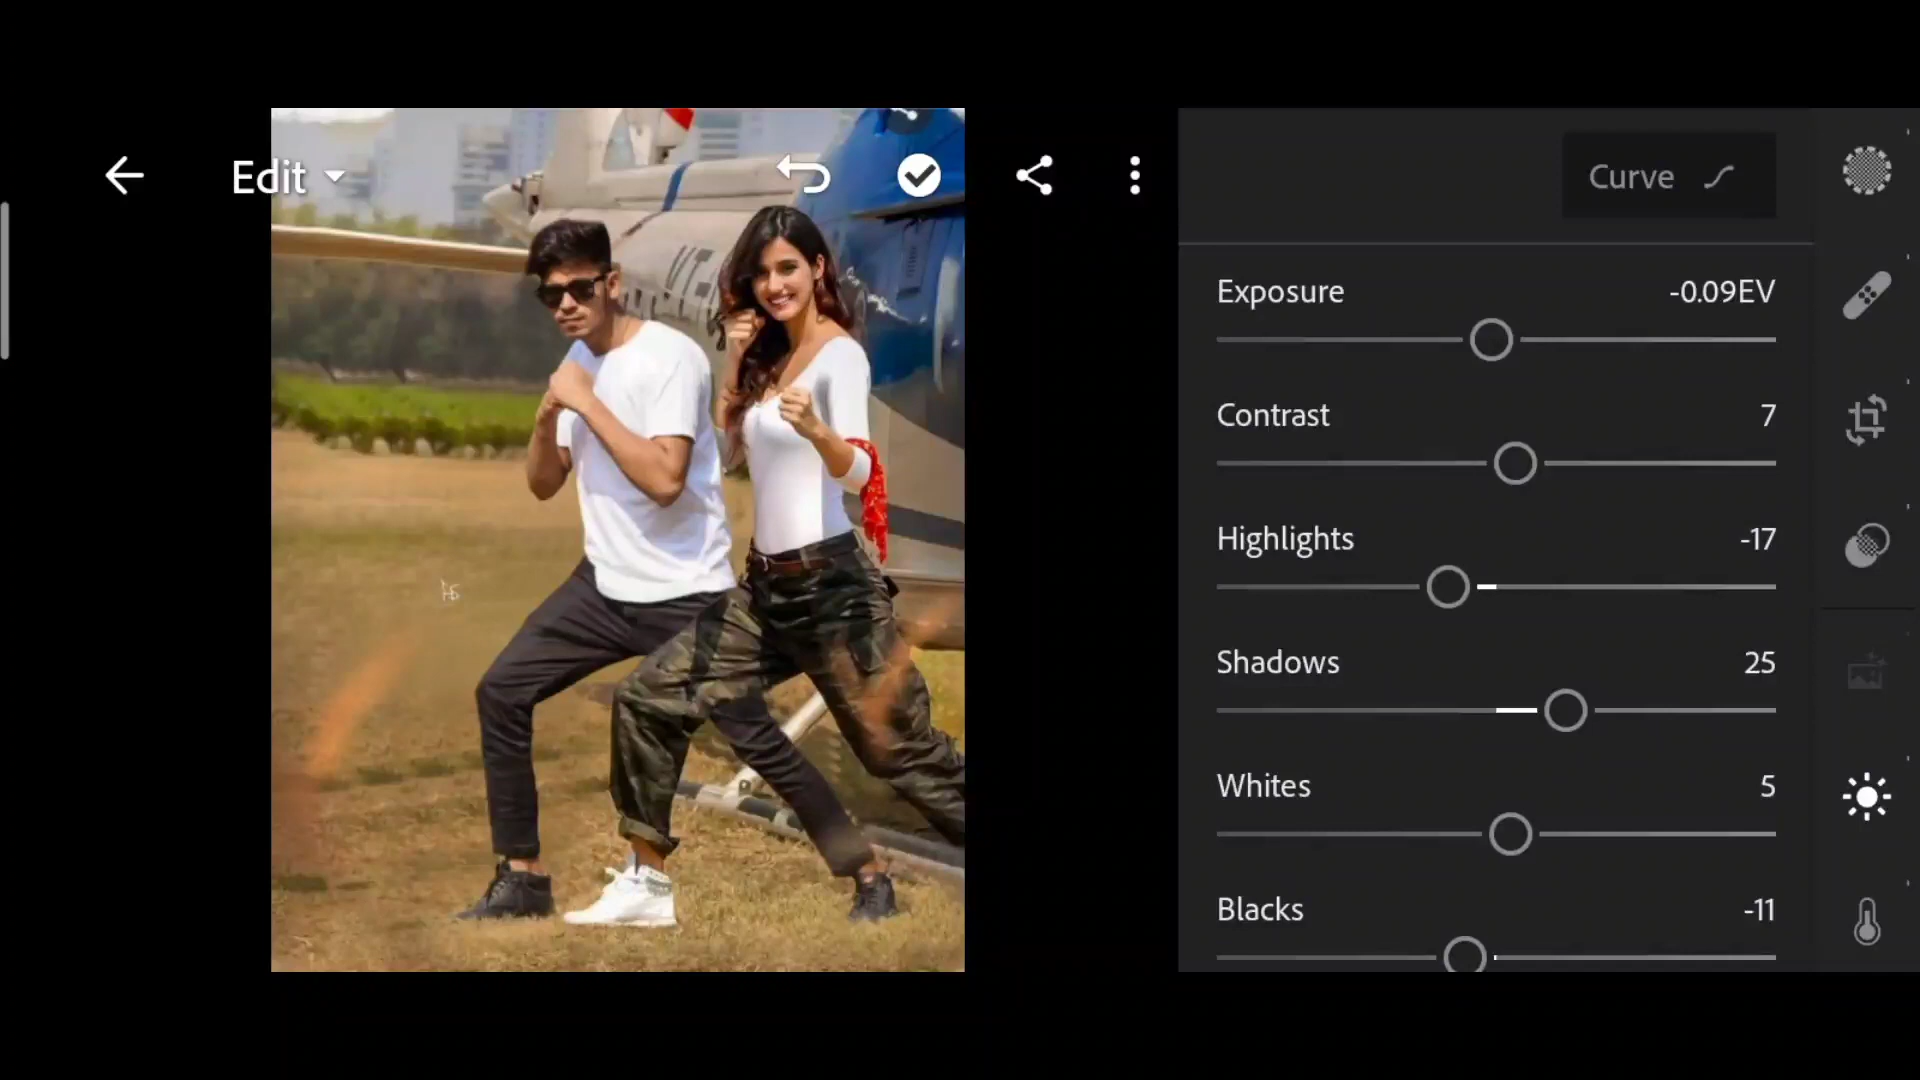 Edit
Curve
Exposure -0.09EV
Contrast 7
Highlights -17
Shadows 25
Whites 5
Blacks -11